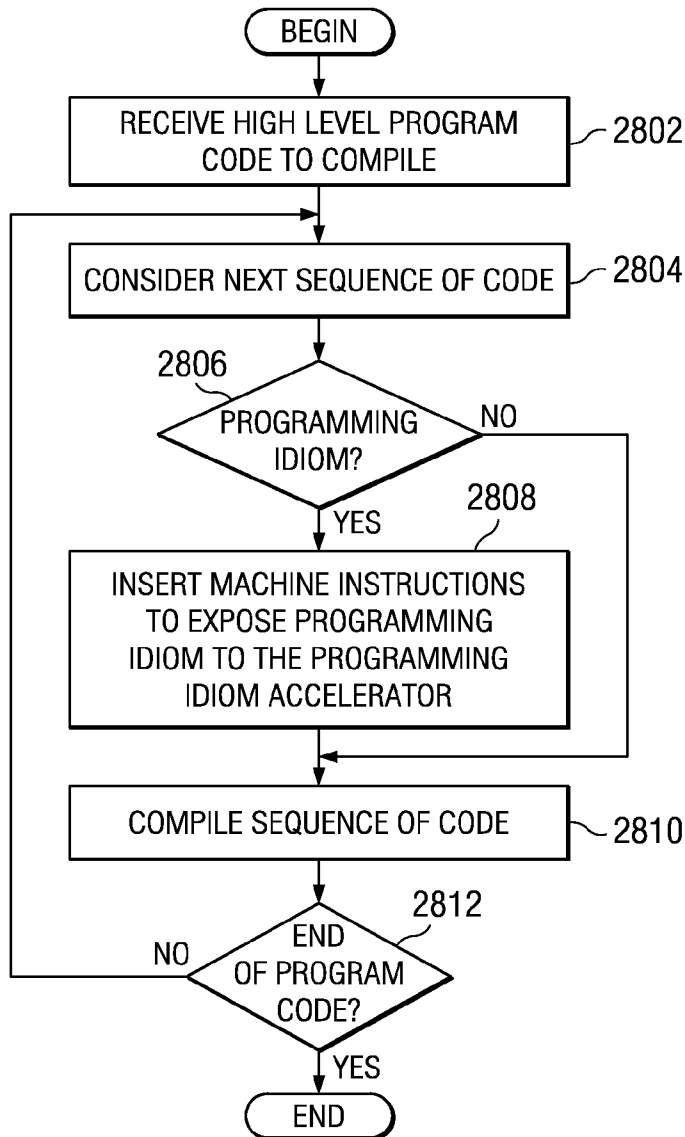 BEGIN
RECEIVE HIGH LEVEL PROGRAM
CODE TO COMPILE
2802
CONSIDER NEXT SEQUENCE OF CODE
2804
2806
PROGRAMMING
IDIOM?
NO
YES
2808
INSERT MACHINE INSTRUCTIONS
TO EXPOSE PROGRAMMING
IDIOM TO THE PROGRAMMING
IDIOM ACCELERATOR
COMPILE SEQUENCE OF CODE
2810
2812
END
OF PROGRAM
CODE?
NO
YES
END